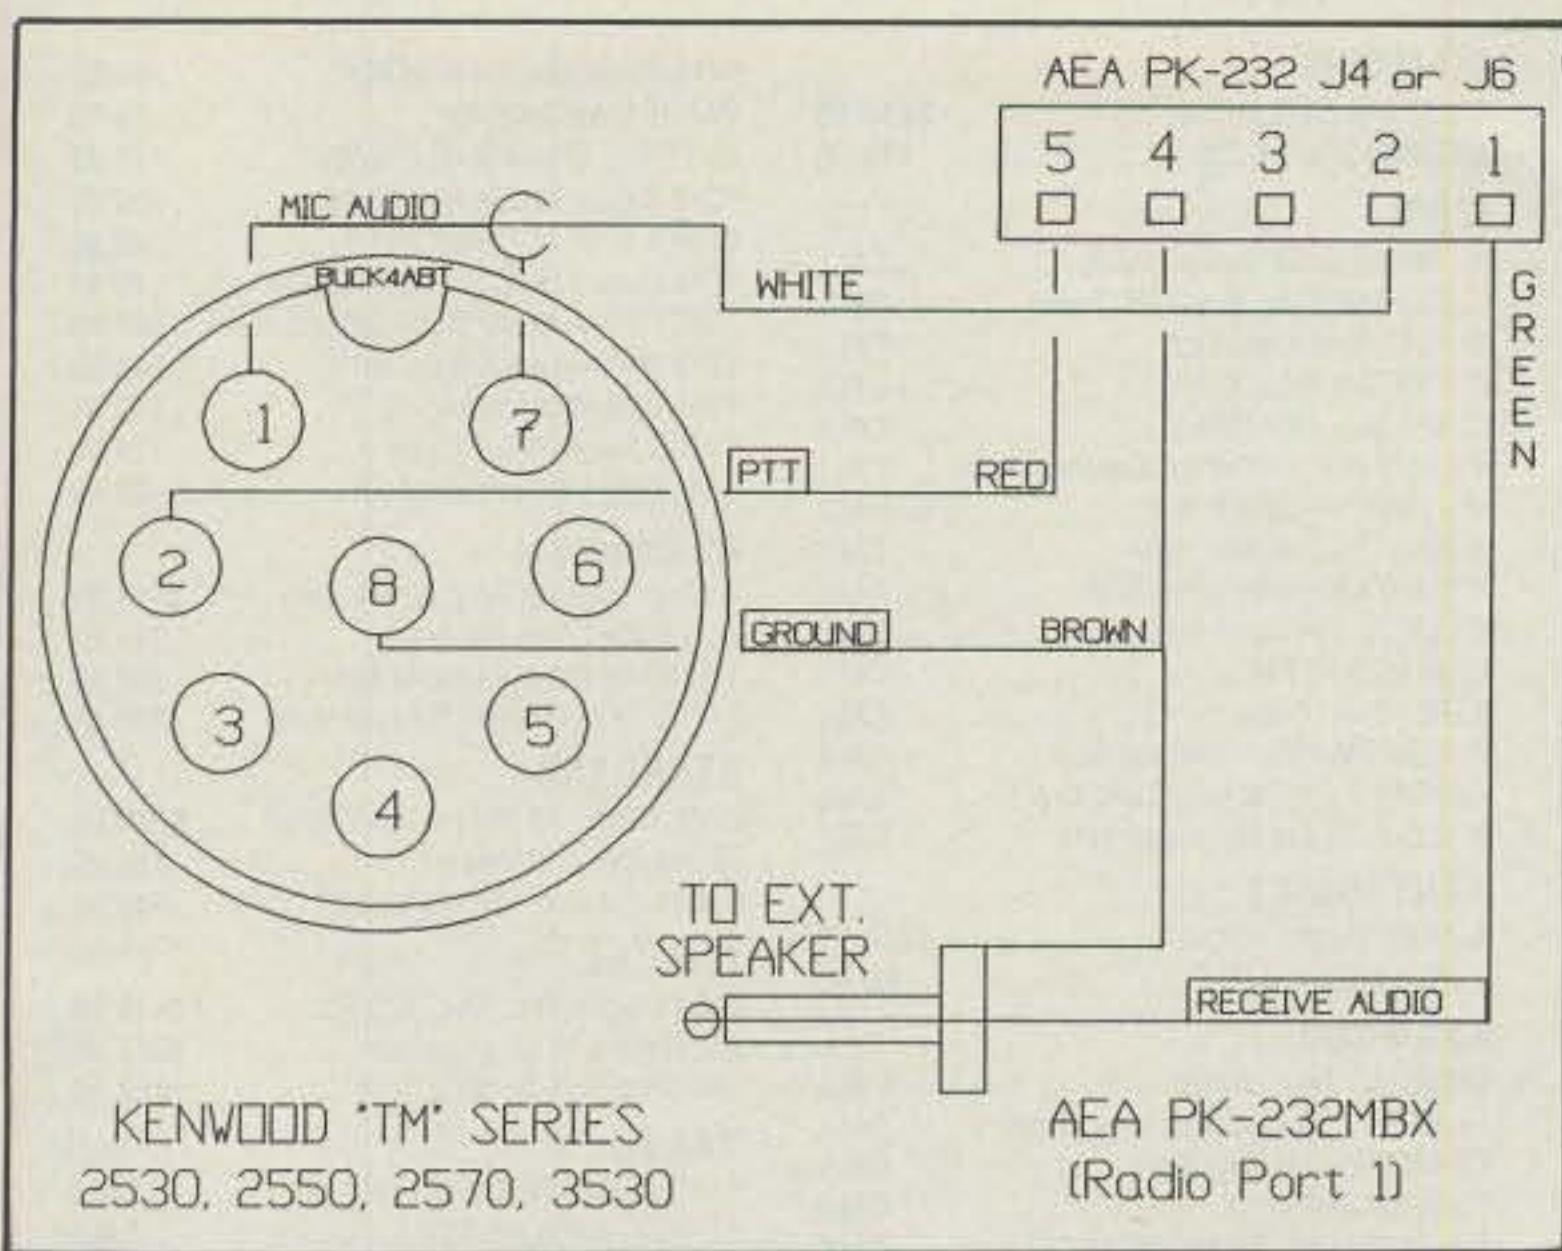 AEA PK-232 J4 or J6
5 4 3 2 1
MIC AUDIO
BUCK4ABT
WHITE
GREEN
1
7
PTT
RED
2
8
6
GROUND
BROWN
3
5
4
TO EXT.
SPEAKER
RECEIVE AUDIO
KENWOOD "TM" SERIES
2530, 2550, 2570, 3530
AEA PK-232MBX
(Radio Port 1)